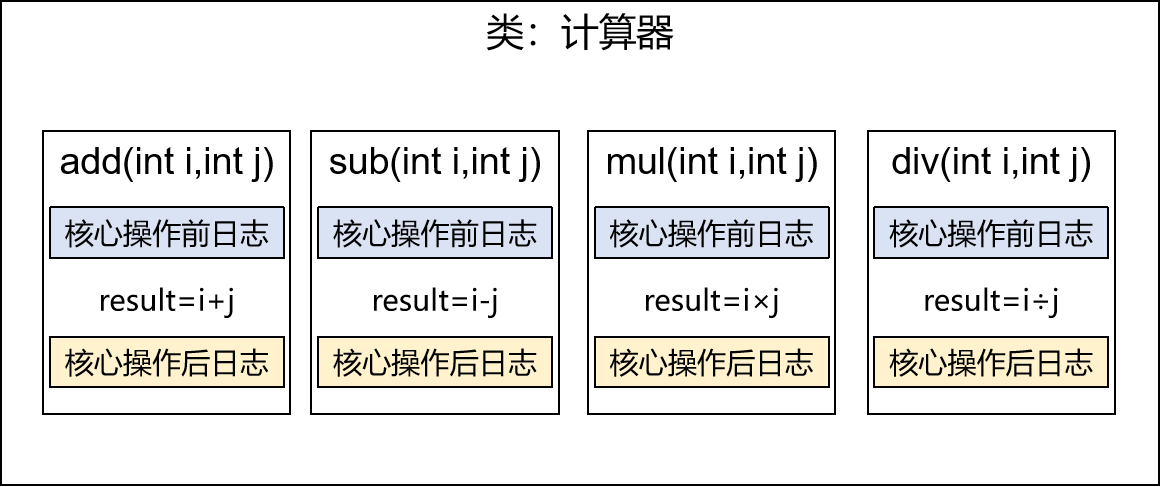 类：计算器
add(int i,int j)
核心操作前日志
result=i+j
核心操作后日志
sub(int i,int j)
核心操作前日志
result=i-j
核心操作后日志
mul(int i,int j)
核心操作前日志
result=i×j
核心操作后日志
div(int i,int j)
核心操作前日志
result=i÷j
核心操作后日志